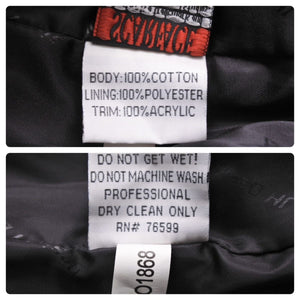 SCARFACE
BODY:100%COTTON
LINING:100%POLYESTER
TRIM:100%ACRYLIC
DO NOT GET WET!
DO NOT MACHINE WASH
PROFESSIONAL
DRY CLEAN ONLY
RN# 76599
01868